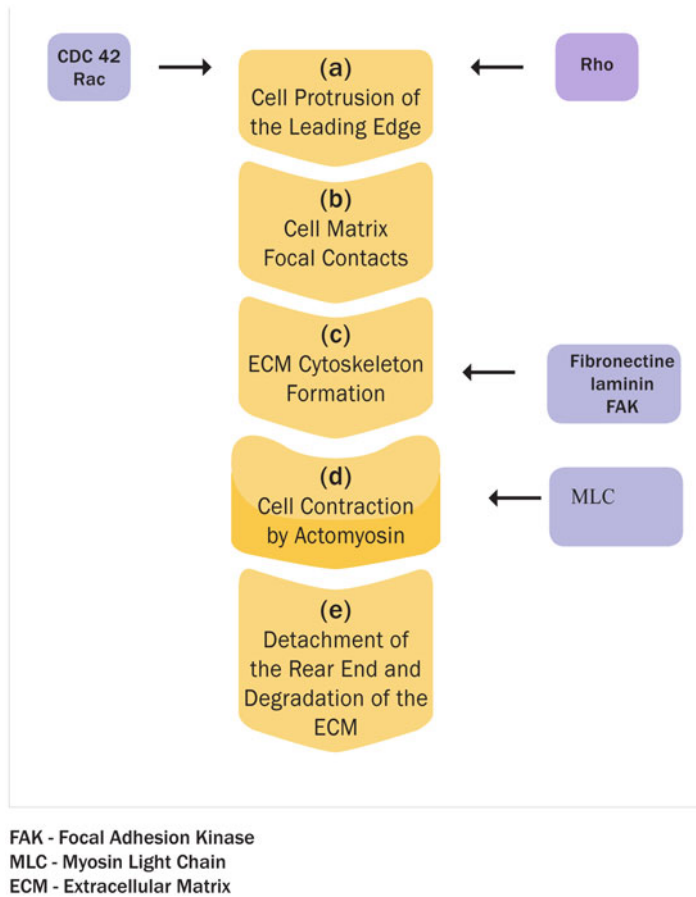 CDC 42
Rac
(a)
Cell Protrusion of
the Leading Edge
Rho
(b)
Cell Matrix
Focal Contacts
(c)
ECM Cytoskeleton
Formation
Fibronectine
laminin
FAK
(d)
Cell Contraction
by Actomyosin
MLC
(e)
Detachment of
the Rear End and
Degradation of the
ECM
FAK - Focal Adhesion Kinase
MLC - Myosin Light Chain
ECM - Extracellular Matrix